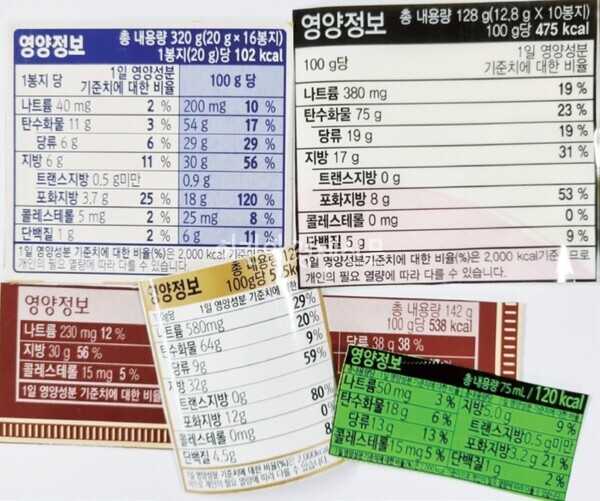 영양정보
총 내용량 320 g(20 g×16봉지)
1봉지(20 g)당 102 kcal
1봉지 당 1일 영양성분 기준치에 대한 비율 100 g 당
나트륨 40 mg 2 % 200 mg 10 %
탄수화물 11 g 3 % 54 g 17 %
당류 6 g 6 % 29 g 29 %
지방 6 g 11 % 30 g 56 %
트랜스지방 0.5 g미만 0.9 g
포화지방 3.7 g 25 % 18 g 120 %
콜레스테롤 5 mg 2 % 25 mg 8 %
단백질 1 g 2 % 6 g 11 %
1일 영양성분 기준치에 대한 비율(%)은 2,000 kcal 기준이므로
개인의 필요 열량에 따라 다를 수 있습니다.
영양정보
총 내용량 128 g(12.8 g X 10봉지)
100 g당 475 kcal
100 g당 1일 영양성분 기준치에 대한 비율
나트륨 380 mg 19 %
탄수화물 75 g 23 %
당류 19 g 19 %
지방 17 g 31 %
트랜스지방 0 g
포화지방 8 g 53 %
콜레스테롤 0 mg 0 %
단백질 5 g 9 %
1일 영양성분기준치에 대한 비율(%)은 2,000 kcal기준이므로
개인의 필요 열량에 따라 다를 수 있습니다.
영양정보
나트륨 230 mg 12 %
지방 30 g 56 %
콜레스테롤 15 mg 5 %
1일 영양성분 기준치에 대한 비율
총 내용량 142 g
100 g당 538 kcal
당류 38 g 38 %
영양정보
총 내용량
100g당
1일 영양성분 기준치에 대한 비율
나트륨 580mg 29%
탄수화물 64g 20%
당류 9g 9%
지방 32g 59%
트랜스지방 0g
포화지방 12g 80%
콜레스테롤 0mg 0%
단백질 4.5g
1일 영양성분 기준치에 대한 비율(%)은 2,000kcal
개인의 필요 열량에 따라 다를 수 있습니다.
영양정보
총 내용량 75 mL / 120 kcal
나트륨 50 mg 3 %
탄수화물 18 g 6 %
당류 13 g 13 %
콜레스테롤 15 mg 5 %
지방 5.0 g 9 %
트랜스지방 0.5 g미만
포화지방 3.2 g 21 %
단백질 1 g 2 %